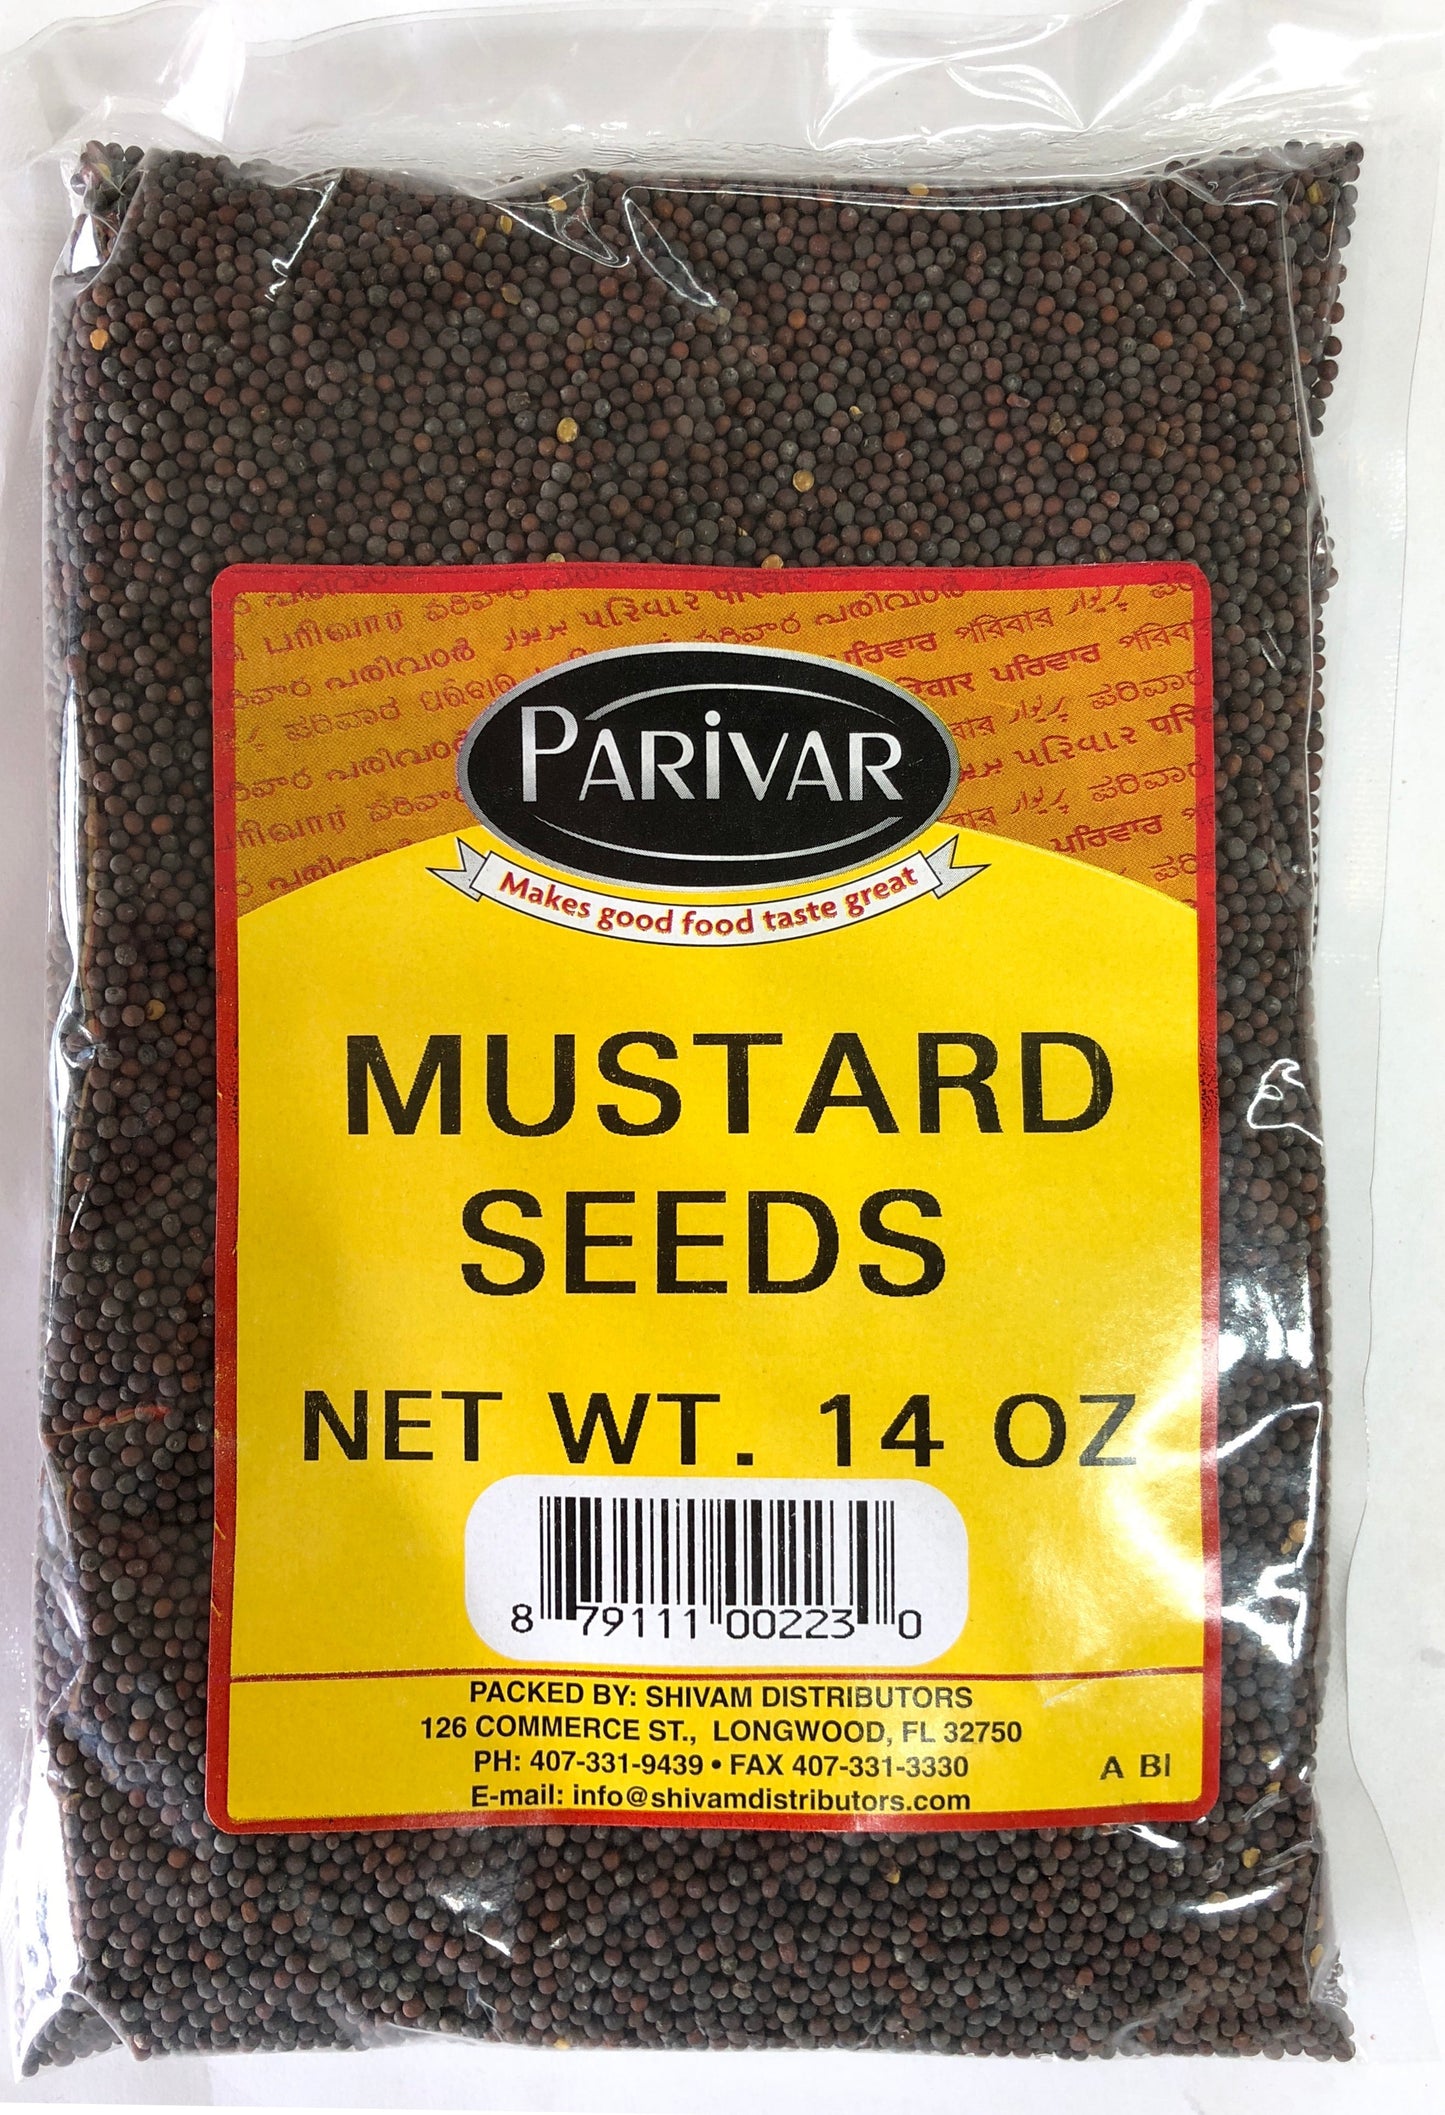 પરિવાર परिवार
PARIVAR
Makes good food taste great
MUSTARD
SEEDS
NET WT. 14 OZ
8 79111 00223 0
PACKED BY: SHIVAM DISTRIBUTORS
126 COMMERCE ST., LONGWOOD, FL 32750
PH: 407-331-9439 • FAX 407-331-3330
A BI
E-mail: info@shivamdistributors.com